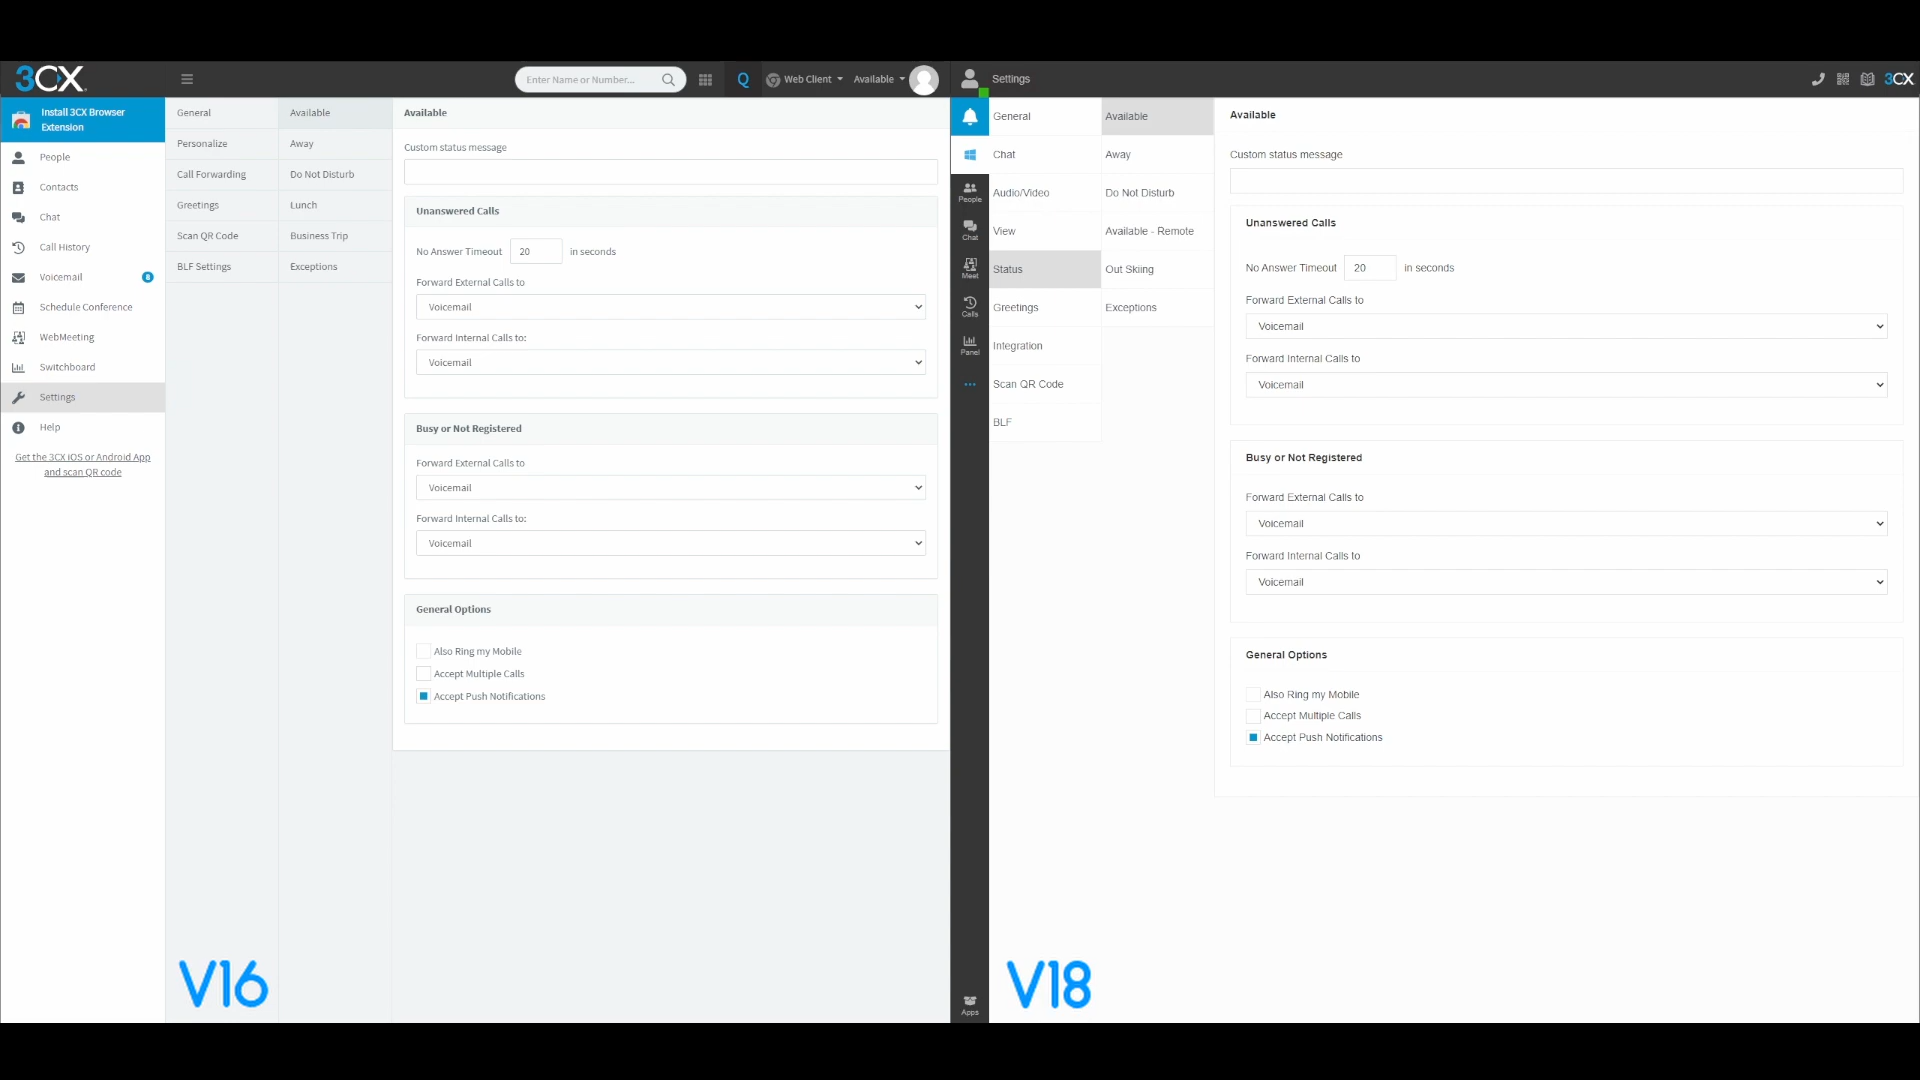 3CX
Enter Name or Number...
Q
Web Client
Available
Install 3CX Browser
Extension
People
Contacts
Chat
Call History
Voicemail
8
Schedule Conference
WebMeeting
Switchboard
Settings
Help
Get the 3CX iOS or Android App
and scan QR code
General
Personalize
Call Forwarding
Greetings
Scan QR Code
BLF Settings
Available
Away
Do Not Disturb
Lunch
Business Trip
Exceptions
Available
Custom status message
Unanswered Calls
No Answer Timeout 20 in seconds
Forward External Calls to
Voicemail
Forward Internal Calls to:
Voicemail
Busy or Not Registered
Forward External Calls to
Voicemail
Forward Internal Calls to:
Voicemail
General Options
Also Ring my Mobile
Accept Multiple Calls
Accept Push Notifications
V16
Settings
3CX
People
Chat
Meet
Calls
Panel
Apps
General
Chat
Audio/Video
View
Status
Greetings
Integration
Scan QR Code
BLF
Available
Away
Do Not Disturb
Available - Remote
Out Skiing
Exceptions
Available
Custom status message
Unanswered Calls
No Answer Timeout 20 in seconds
Forward External Calls to
Voicemail
Forward Internal Calls to
Voicemail
Busy or Not Registered
Forward External Calls to
Voicemail
Forward Internal Calls to
Voicemail
General Options
Also Ring my Mobile
Accept Multiple Calls
Accept Push Notifications
V18